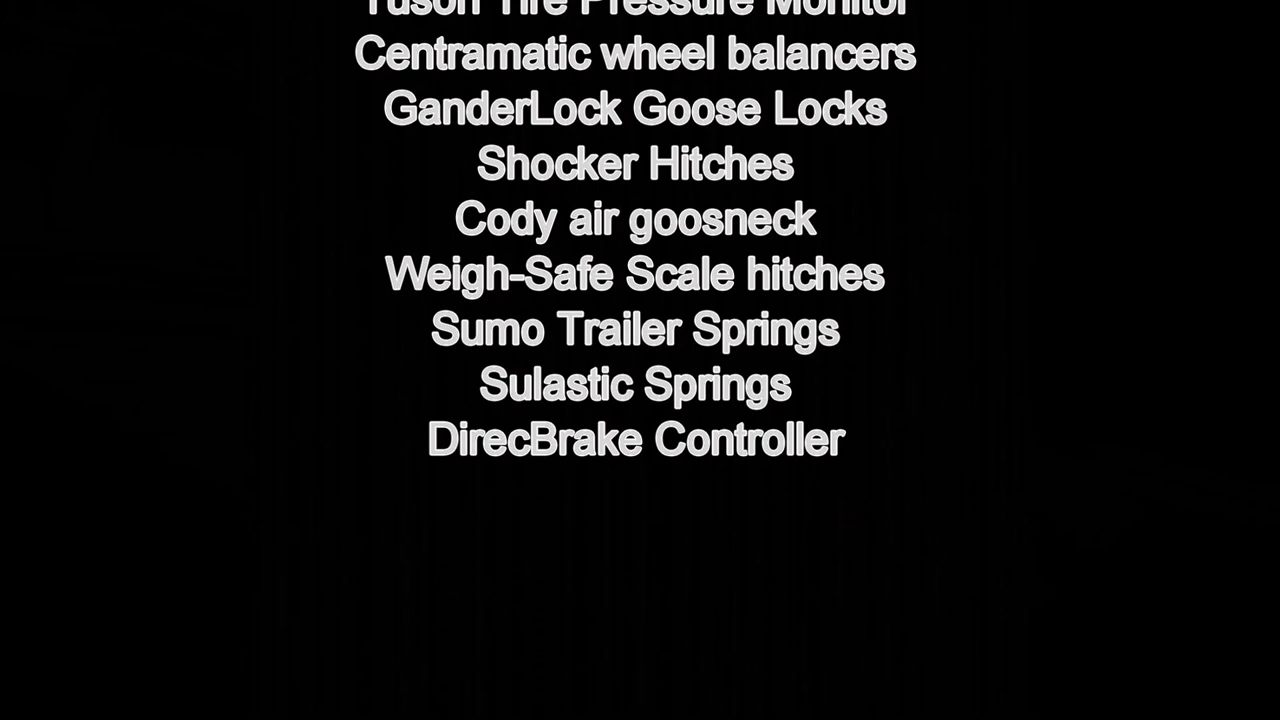 Tuson Tire Pressure Monitor
Centramatic wheel balancers
GanderLock Goose Locks
Shocker Hitches
Cody air goosneck
Weigh-Safe Scale hitches
Sumo Trailer Springs
Sulastic Springs
DirecBrake Controller